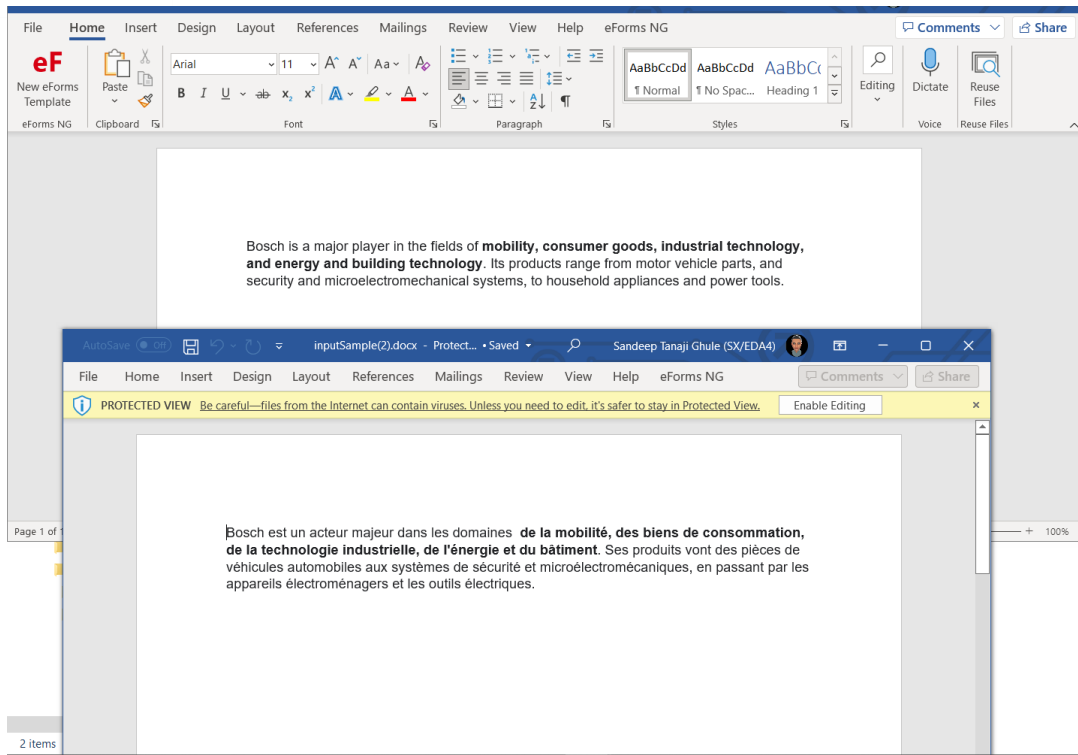 File Home Insert Design Layout References Mailings Review View Help eForms NG Comments Share
eF
New eForms Template
Paste
Arial 11 A^ A˅ Aa A
B I U ab x₂ x² A A
A Z
¶
AaBbCcDd AaBbCcDd AaBbCc
¶ Normal ¶ No Spac... Heading 1
Editing
Dictate
Reuse Files
eForms NG Clipboard Font Paragraph Styles Voice Reuse Files
Bosch is a major player in the fields of mobility, consumer goods, industrial technology,
and energy and building technology. Its products range from motor vehicle parts, and
security and microelectromechanical systems, to household appliances and power tools.
AutoSave Off inputSample(2).docx - Protect... • Saved Sandeep Tanaji Ghule (SX/EDA4)
File Home Insert Design Layout References Mailings Review View Help eForms NG Comments Share
PROTECTED VIEW Be careful—files from the Internet can contain viruses. Unless you need to edit, it's safer to stay in Protected View. Enable Editing
Page 1 of 1 100%
Bosch est un acteur majeur dans les domaines de la mobilité, des biens de consommation,
de la technologie industrielle, de l'énergie et du bâtiment. Ses produits vont des pièces de
véhicules automobiles aux systèmes de sécurité et microélectromécaniques, en passant par les
appareils électroménagers et les outils électriques.
2 items